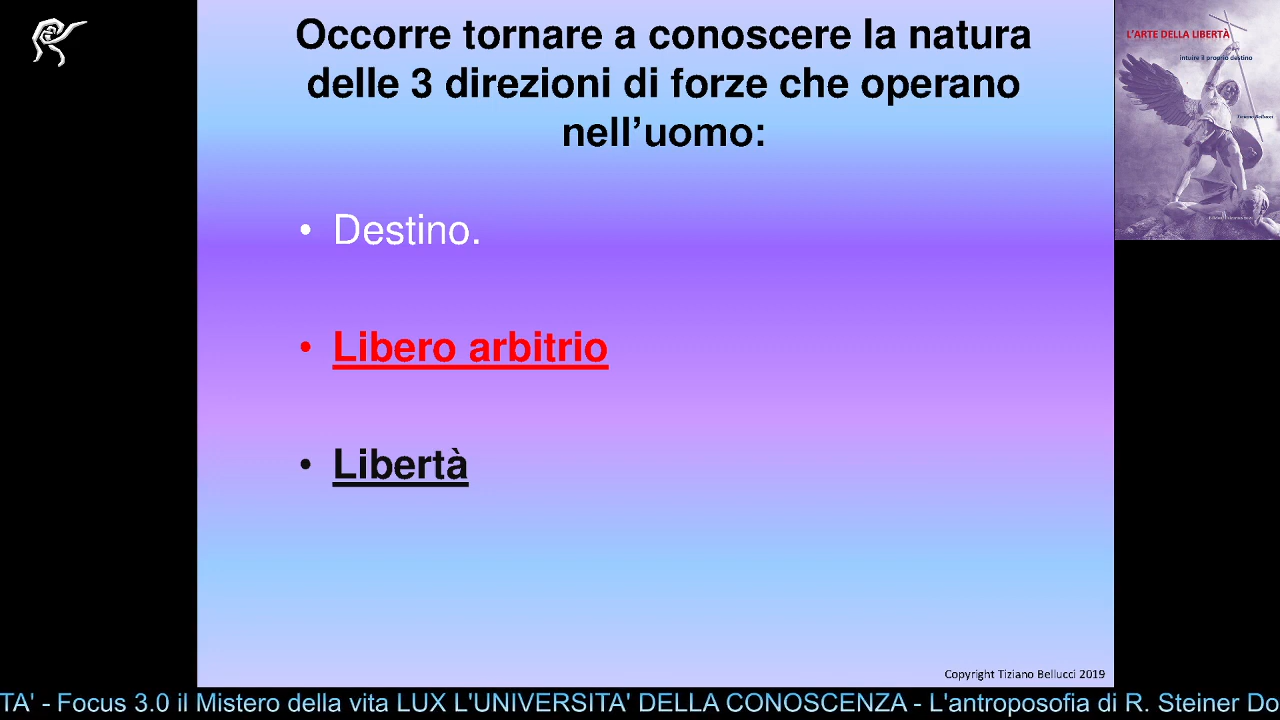 Occorre tornare a conoscere la natura
delle 3 direzioni di forze che operano
nell’uomo:
• Destino.
• Libero arbitrio
• Libertà
Copyright Tiziano Bellucci 2019
L'ARTE DELLA LIBERTÀ
intuire il proprio destino
Tiziano Bellucci
TA' - Focus 3.0 il Mistero della vita LUX L'UNIVERSITA' DELLA CONOSCENZA - L'antroposofia di R. Steiner Do